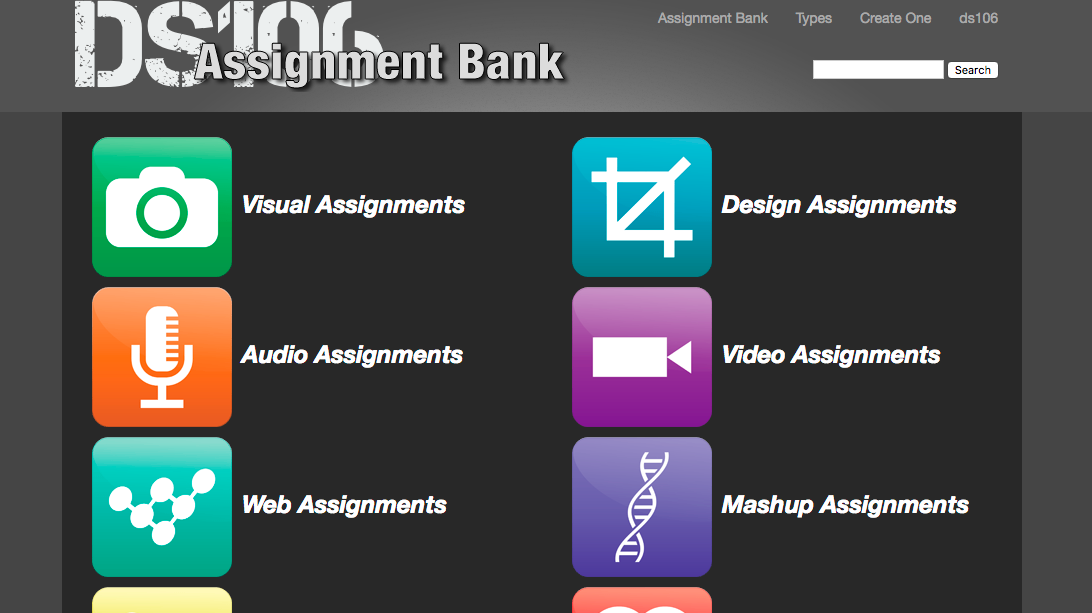 DS106
Assignment Bank
Assignment Bank Types Create One ds106
Search
Visual Assignments
Design Assignments
Audio Assignments
Video Assignments
Web Assignments
Mashup Assignments